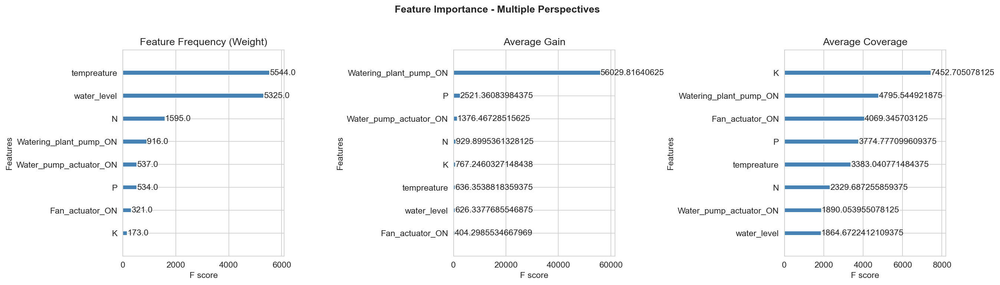 Feature Importance - Multiple Perspectives
Feature Frequency (Weight)
Features
tempreature
5544.0
water_level
5325.0
N
1595.0
Watering_plant_pump_ON
916.0
Water_pump_actuator_ON
537.0
P
534.0
Fan_actuator_ON
321.0
K
173.0
0 2000 4000 6000
F score
Average Gain
Features
Watering_plant_pump_ON
56029.81640625
P
2521.36083984375
Water_pump_actuator_ON
1376.46728515625
N
929.8995361328125
K
767.2460327148438
tempreature
636.3538818359375
water_level
626.3377685546875
Fan_actuator_ON
404.2985534667969
0 20000 40000 60000
F score
Average Coverage
Features
K
7452.705078125
Watering_plant_pump_ON
4795.544921875
Fan_actuator_ON
4069.345703125
P
3774.777099609375
tempreature
3383.040771484375
N
2329.687255859375
Water_pump_actuator_ON
1890.053955078125
water_level
1864.6722412109375
0 2000 4000 6000 8000
F score